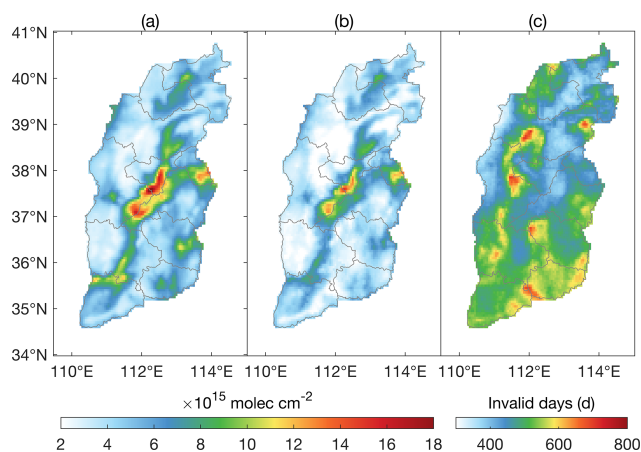 (a) (b) (c)
41°N
40°N
39°N
38°N
37°N
36°N
35°N
34°N
110°E 112°E 114°E 110°E 112°E 114°E 110°E 112°E 114°E
×10¹⁵ molec cm⁻² Invalid days (d)
2 4 6 8 10 12 14 16 18 400 600 800